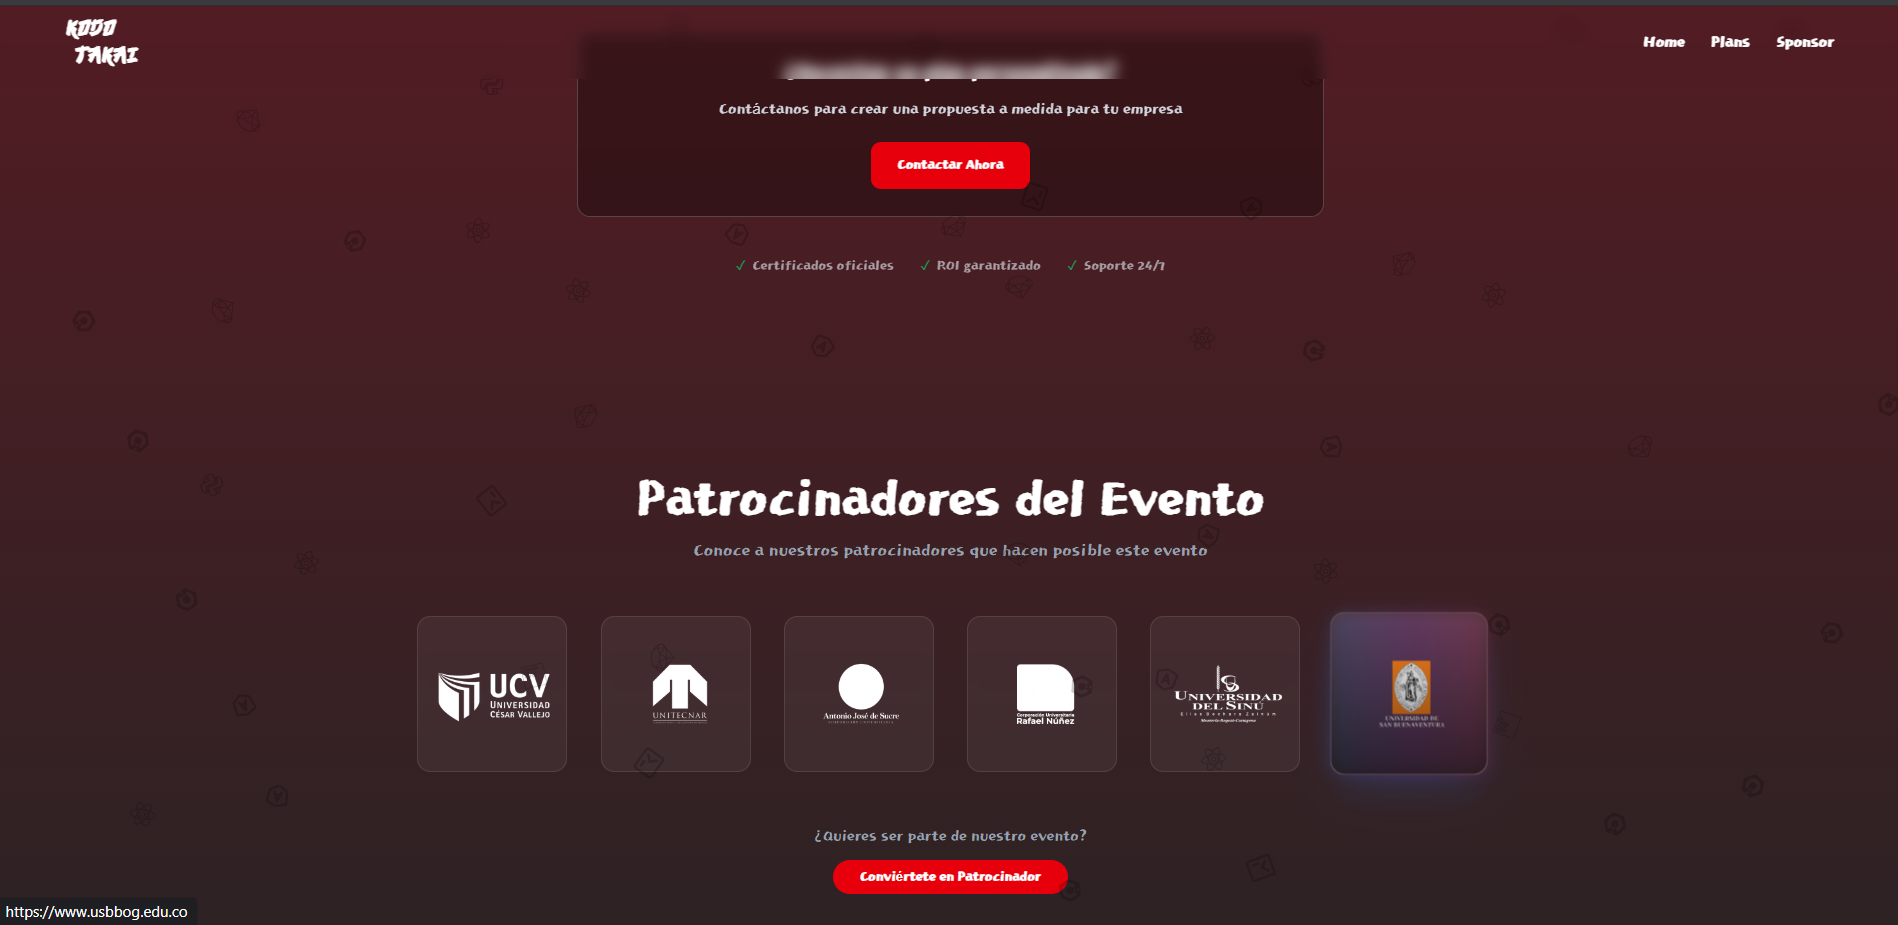 KODO
TAKAI
Home Plans Sponsor
Contáctanos para crear una propuesta a medida para tu empresa
Contactar Ahora
✓ Certificados oficiales ✓ ROI garantizado ✓ Soporte 24/7
Patrocinadores del Evento
Conoce a nuestros patrocinadores que hacen posible este evento
UCV
UNIVERSIDAD
CÉSAR VALLEJO
UNITECNAR
Antonio José de Sucre
Corporación Universitaria
Rafael Núñez
UNIVERSIDAD
DEL SINÚ
Elías Bechara Zainúm
UNIVERSIDAD DE
SAN BUENAVENTURA
¿Quieres ser parte de nuestro evento?
Conviértete en Patrocinador
https://www.usbbog.edu.co